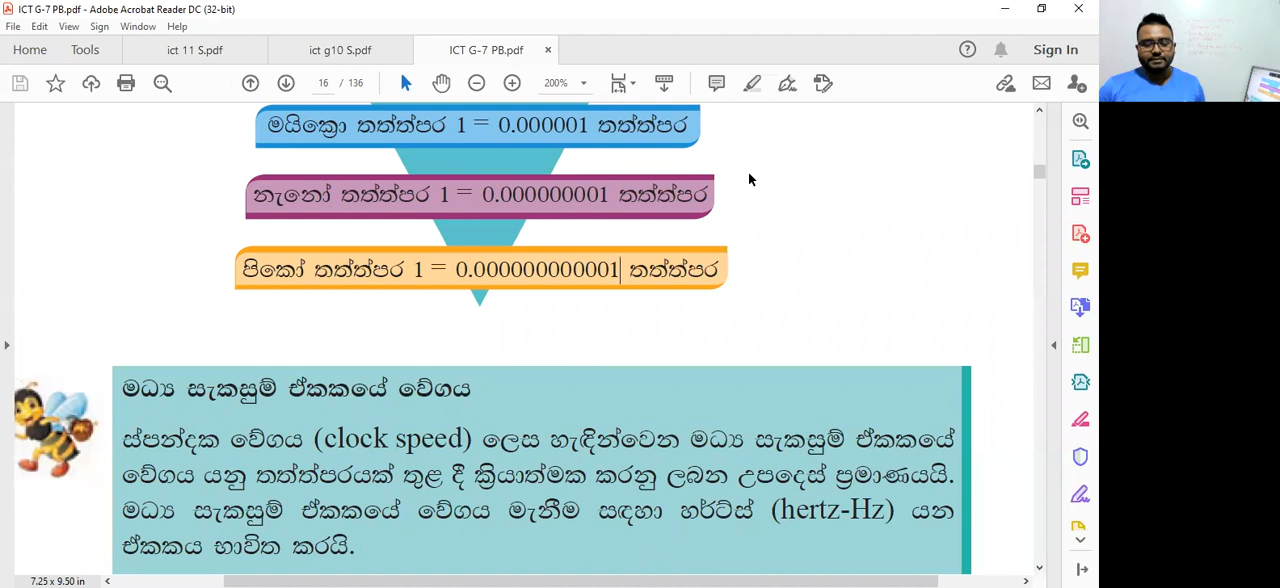 ICT G-7 PB.pdf - Adobe Acrobat Reader DC (32-bit)
File Edit View Sign Window Help
Home Tools ict 11 S.pdf ict g10 S.pdf ICT G-7 PB.pdf × Sign In
16 / 136 200%
මයික්‍රො තත්ත්පර 1 = 0.000001 තත්ත්පර
නැනෝ තත්ත්පර 1 = 0.000000001 තත්ත්පර
පිකෝ තත්ත්පර 1 = 0.000000000001 තත්ත්පර
මධ්‍ය සැකසුම් ඒකකයේ වේගය
ස්පන්දක වේගය (clock speed) ලෙස හැඳින්වෙන මධ්‍ය සැකසුම් ඒකකයේ
වේගය යනු තත්ත්පරයක් තුළ දී ක්‍රියාත්මක කරනු ලබන උපදෙස් ප්‍රමාණයයි.
මධ්‍ය සැකසුම් ඒකකයේ වේගය මැනීම සඳහා හර්ට්ස් (hertz-Hz) යන
ඒකකය භාවිත කරයි.
7.25 x 9.50 in